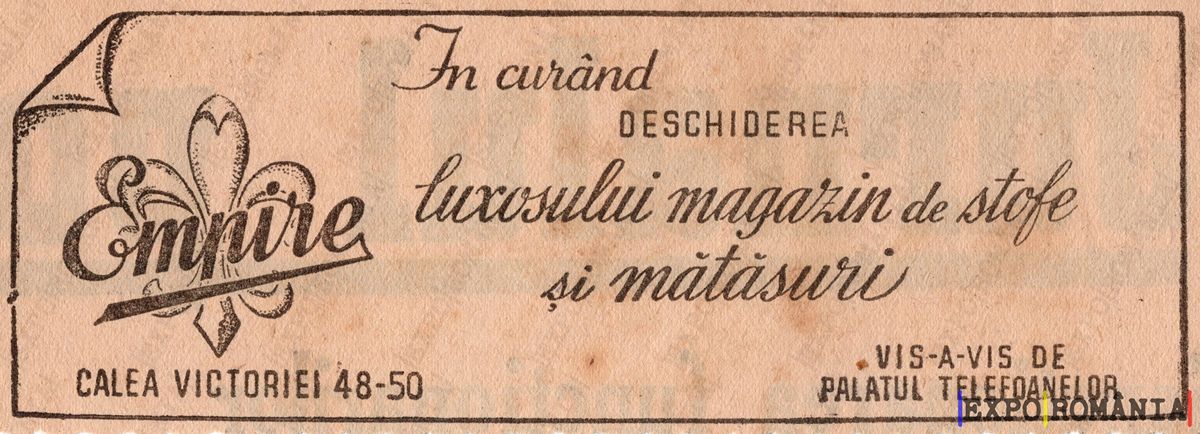 In curând
DESCHIDEREA
Empire
luxosului magazin de stofe
și mătăsuri
CALEA VICTORIEI 48-50
VIS-A-VIS DE
PALATUL TELEFOANELOR
EXPO ROMÂNIA